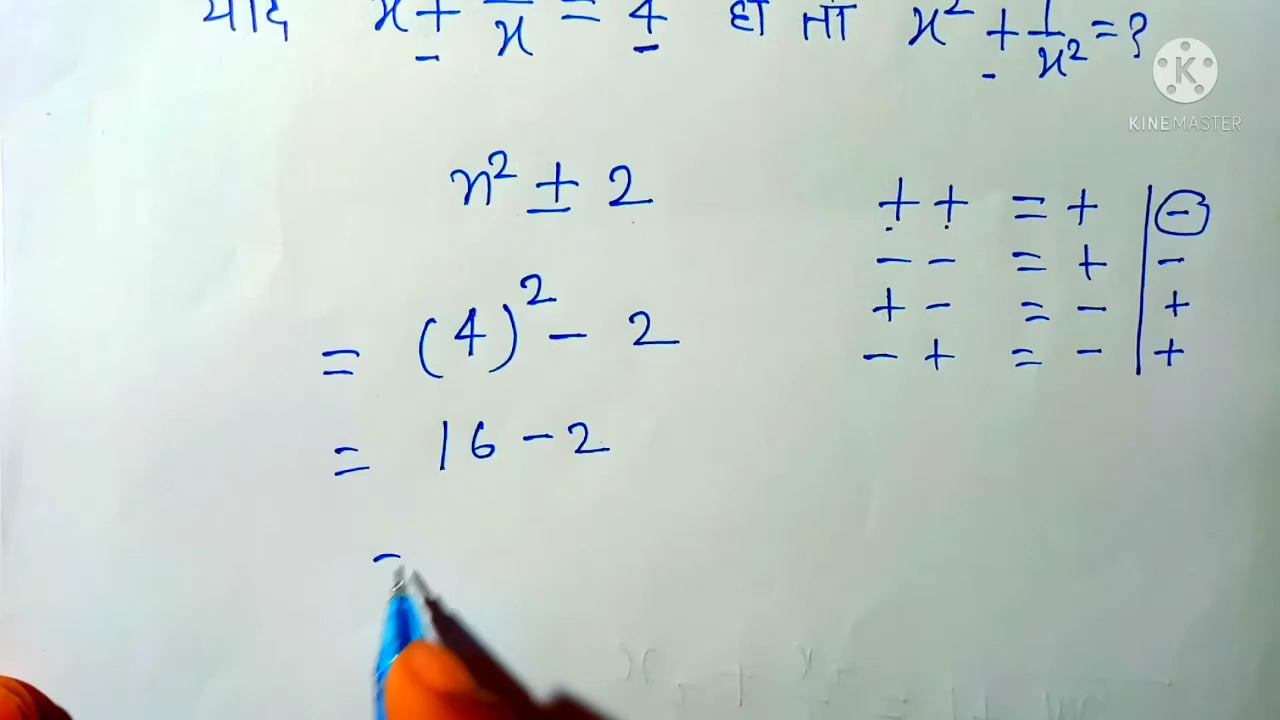 यदि x + 1/x = 4 हो तो x² + 1/x² = ?
KINEMASTER
n² ± 2
+ + = + | -
- - = + | -
+ - = - | +
- + = - | +
= (4)² - 2
= 16 - 2